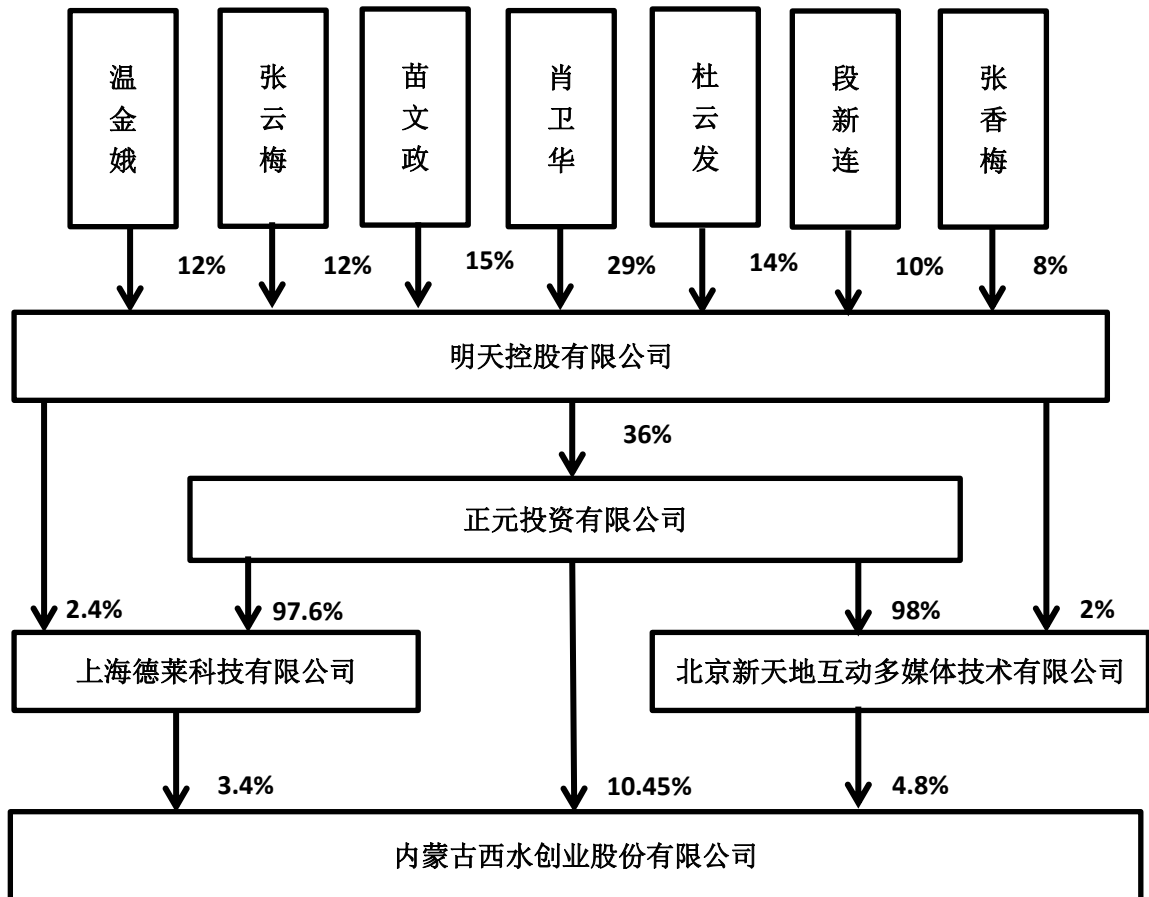 温金娥
张云梅
苗文政
肖卫华
杜云发
段新连
张香梅
12%
12%
15%
29%
14%
10%
8%
明天控股有限公司
36%
正元投资有限公司
2.4%
97.6%
98%
2%
上海德莱科技有限公司
北京新天地互动多媒体技术有限公司
3.4%
10.45%
4.8%
内蒙古西水创业股份有限公司